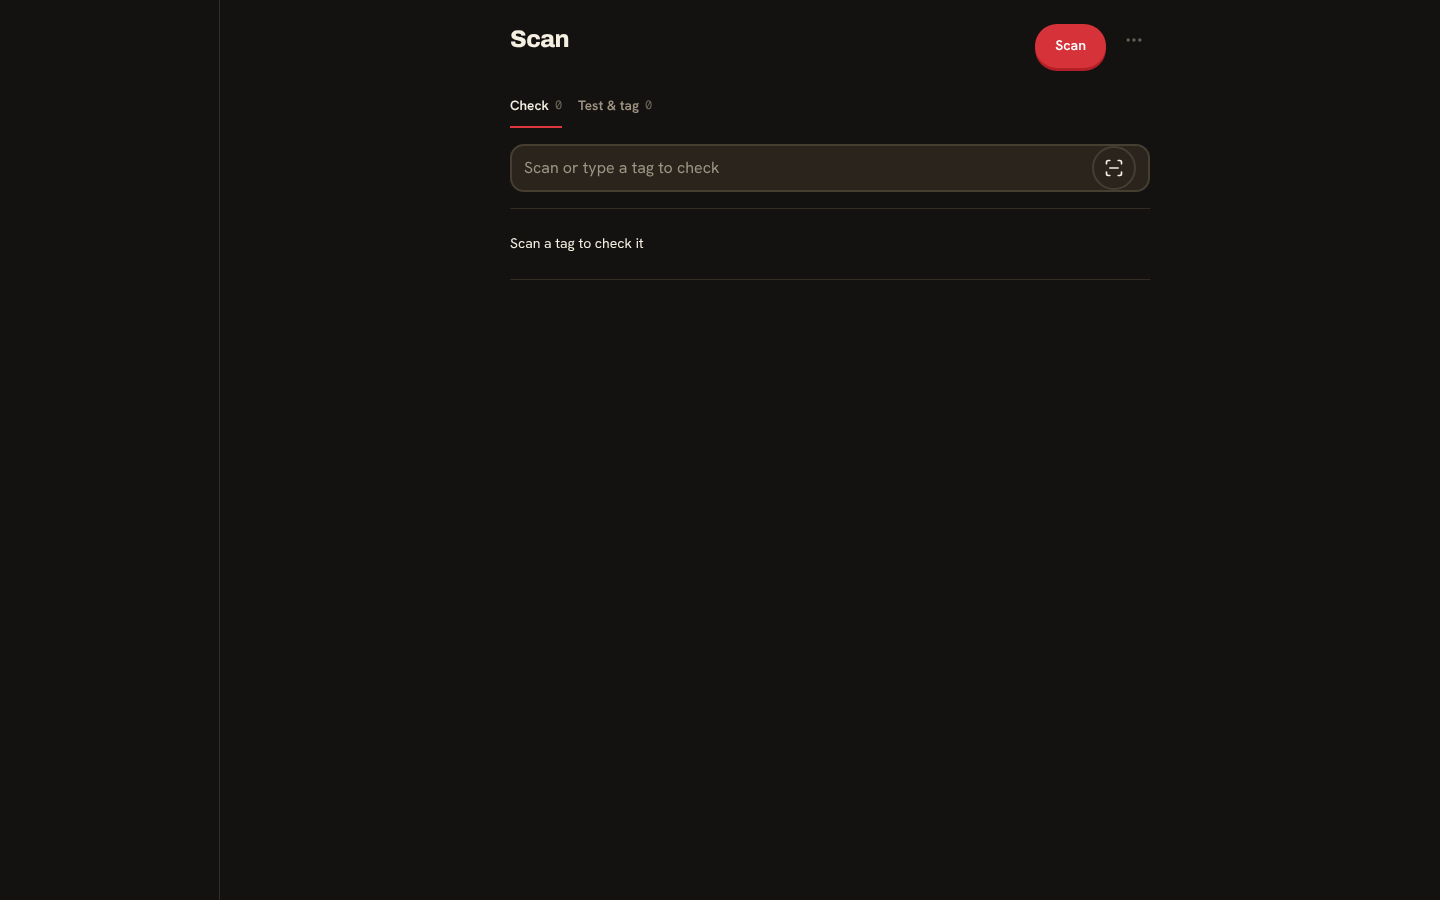 Scan
Scan
Check 0
Test & tag 0
Scan or type a tag to check
Scan a tag to check it